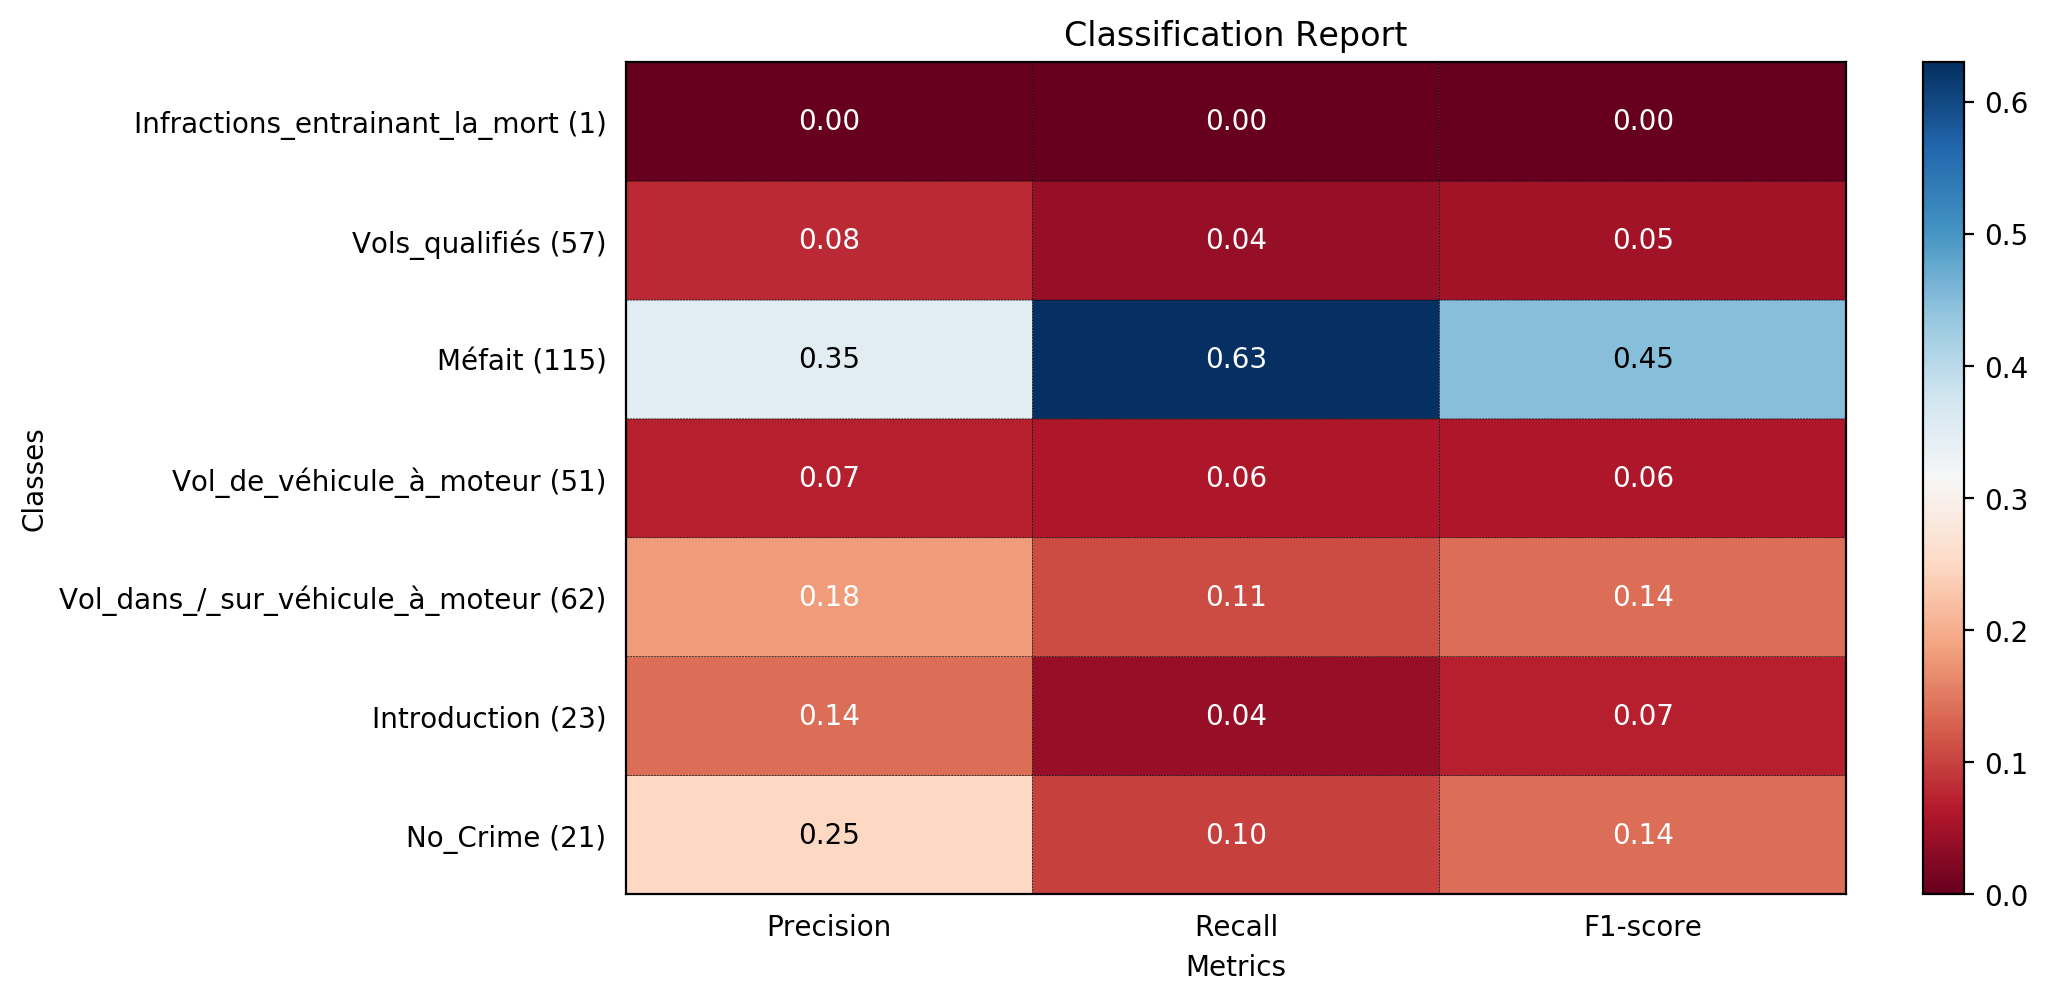 Classification Report
Infractions_entrainant_la_mort (1) 0.00 0.00 0.00
Vols_qualifiés (57) 0.08 0.04 0.05
Méfait (115) 0.35 0.63 0.45
Vol_de_véhicule_à_moteur (51) 0.07 0.06 0.06
Vol_dans_/_sur_véhicule_à_moteur (62) 0.18 0.11 0.14
Introduction (23) 0.14 0.04 0.07
No_Crime (21) 0.25 0.10 0.14
Precision Recall F1-score
Metrics
Classes
0.6
0.5
0.4
0.3
0.2
0.1
0.0